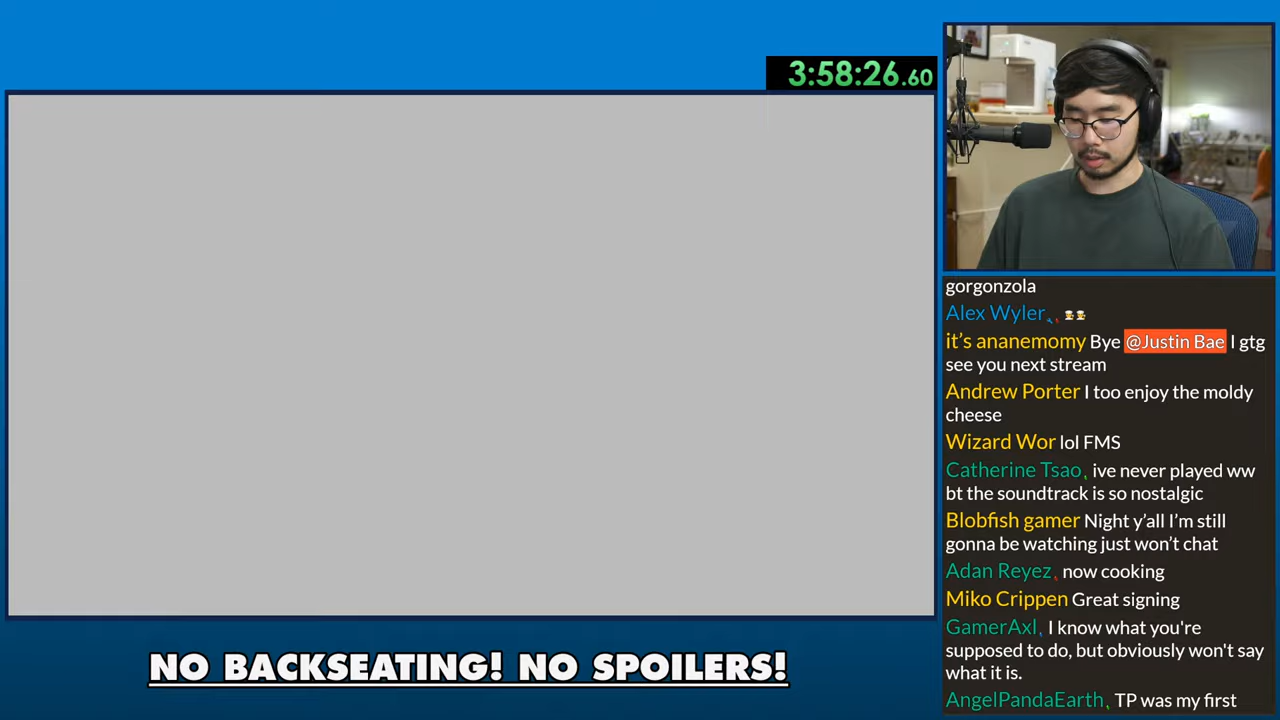 3:58:26.60
gorgonzola
Alex Wyler
it's ananemomy Bye @Justin Bae I gtg
see you next stream
Andrew Porter I too enjoy the moldy
cheese
Wizard Wor lol FMS
Catherine Tsao ive never played ww
bt the soundtrack is so nostalgic
Blobfish gamer Night y'all I'm still
gonna be watching just won't chat
Adan Reyez now cooking
Miko Crippen Great signing
GamerAxl I know what you're
supposed to do, but obviously won't say
what it is.
AngelPandaEarth TP was my first
NO BACKSEATING! NO SPOILERS!